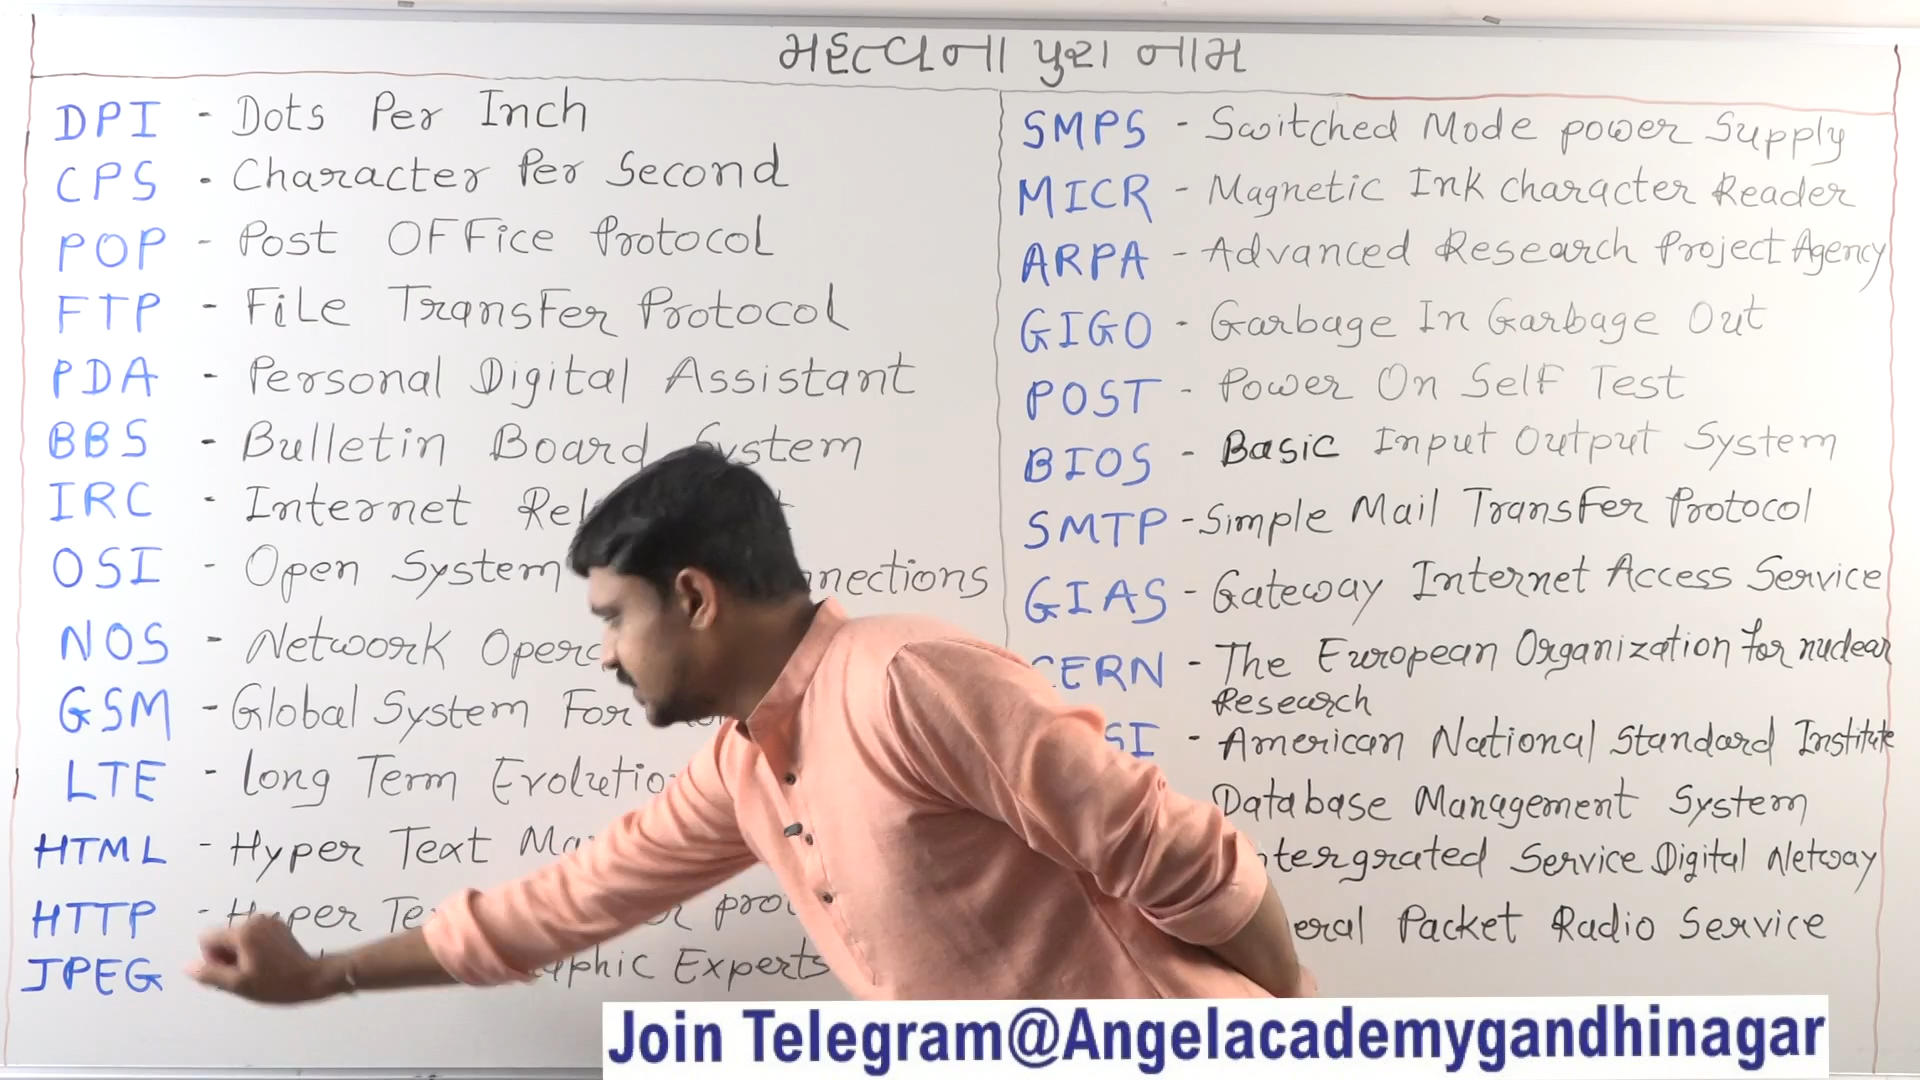 મહત્વના પુરા નામ
DPI - Dots Per Inch
CPS - Character Per Second
POP - Post Office Protocol
FTP - File Transfer Protocol
PDA - Personal Digital Assistant
BBS - Bulletin Board System
IRC - Internet
OSI - Open System
NOS - Network
GSM - Global System For
LTE - Long Term
HTML - Hyper Text
HTTP - Hyper
JPEG Experts
SMPS - Switched Mode power Supply
MICR - Magnetic Ink character Reader
ARPA - Advanced Research Project Agency
GIGO - Garbage In Garbage Out
POST - Power On Self Test
BIOS - Basic Input Output System
SMTP - Simple Mail Transfer Protocol
GIAS - Gateway Internet Access Service
CERN - The European Organization for nuclear
Research
- American National Standard Institute
Database Management System
Service Digital Netway
Packet Radio Service
Join Telegram@Angelacademygandhinagar